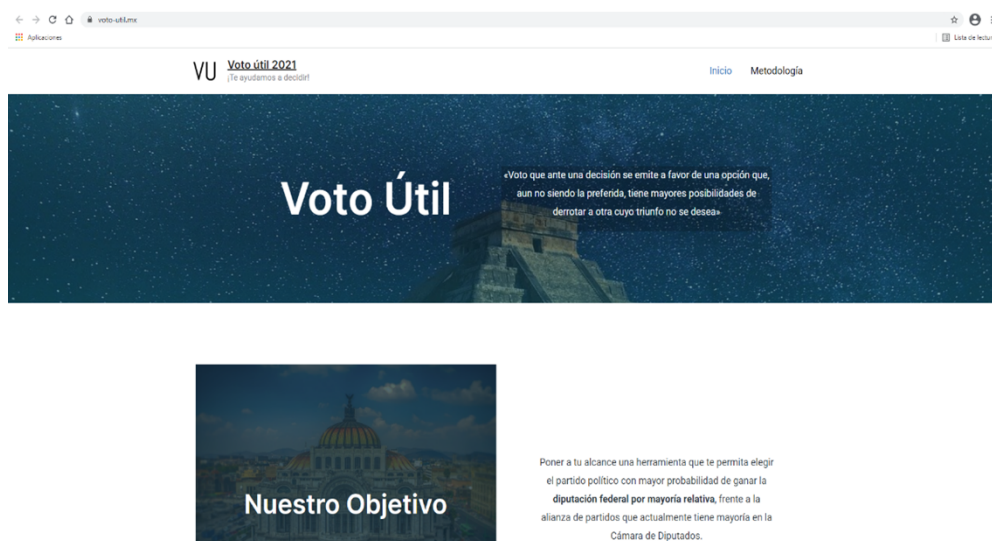 voto-util.mx
Aplicaciones
Lista de lectur
VU
Voto útil 2021
¡Te ayudamos a decidir!
Inicio
Metodología
Voto Útil
«Voto que ante una decisión se emite a favor de una opción que,
aun no siendo la preferida, tiene mayores posibilidades de
derrotar a otra cuyo triunfo no se desea»
Nuestro Objetivo
Poner a tu alcance una herramienta que te permita elegir
el partido político con mayor probabilidad de ganar la
diputación federal por mayoría relativa, frente a la
alianza de partidos que actualmente tiene mayoría en la
Cámara de Diputados.